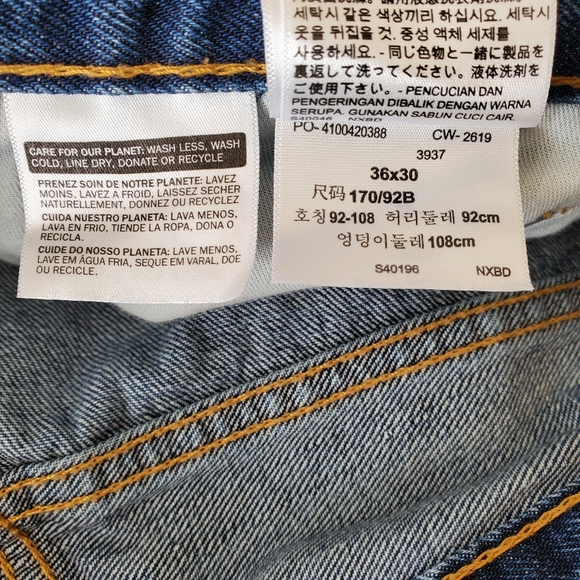 세탁시 같은 색상끼리 하십시요. 세탁시
옷을 뒤집을 것. 중성 액체 세제를
사용하세요. - 同じ色物と一緒に製品を
裏返して洗ってください。液体洗剤を
ご使用下さい。 - PENCUCIAN DAN
PENGERINGAN DIBALIK DENGAN WARNA
SERUPA. GUNAKAN SABUN CUCI CAIR.
S40046 NXBD
PO- 4100420388 CW- 2619
3937
36x30
尺码 170/92B
호칭 92-108 허리둘레 92cm
엉덩이둘레 108cm
S40196 NXBD
CARE FOR OUR PLANET: WASH LESS, WASH
COLD, LINE DRY, DONATE OR RECYCLE
PRENEZ SOIN DE NOTRE PLANETE: LAVEZ
MOINS, LAVEZ A FROID, LAISSEZ SECHER
NATURELLEMENT, DONNEZ OU RECYCLEZ
CUIDA NUESTRO PLANETA: LAVA MENOS,
LAVA EN FRIO, TIENDE LA ROPA, DONA O
RECICLA.
CUIDE DO NOSSO PLANETA: LAVE MENOS,
LAVE EM ÁGUA FRIA, SEQUE EM VARAL, DOE
OU RECICLE.